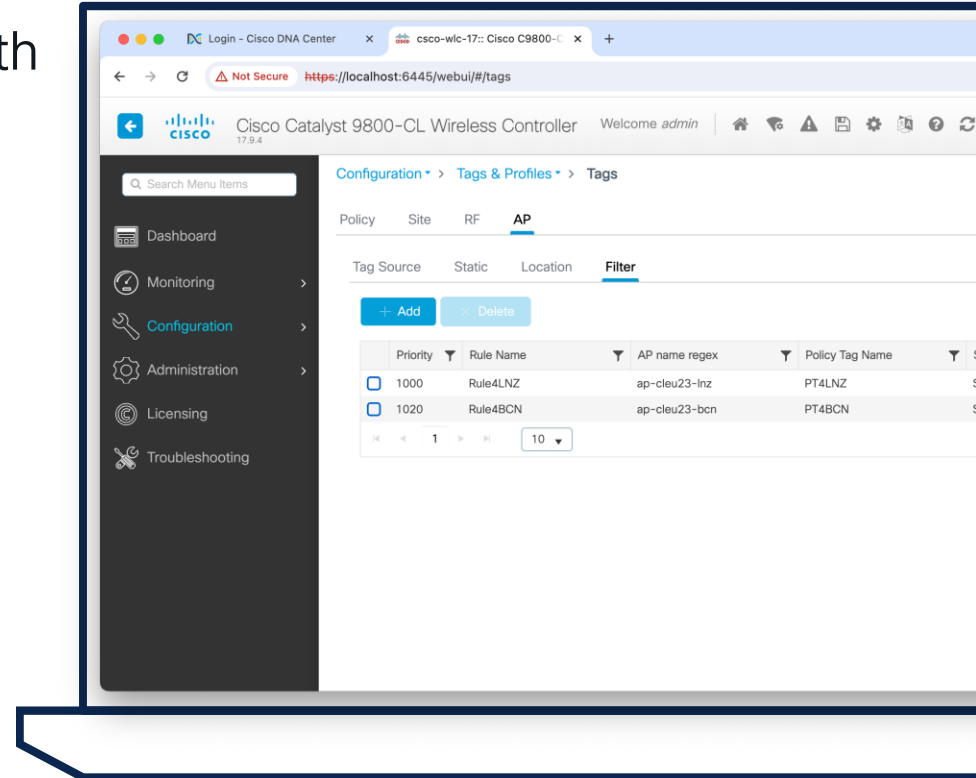 th
Login - Cisco DNA Center
csco-wlc-17:: Cisco C9800-C
Not Secure https://localhost:6445/webui/#/tags
CISCO Cisco Catalyst 9800-CL Wireless Controller Welcome admin
17.9.4
Search Menu Items
Dashboard
Monitoring
Configuration
Administration
Licensing
Troubleshooting
Configuration > Tags & Profiles > Tags
Policy Site RF AP
Tag Source Static Location Filter
+ Add × Delete
Priority Rule Name AP name regex Policy Tag Name S
1000 Rule4LNZ ap-cleu23-lnz PT4LNZ S
1020 Rule4BCN ap-cleu23-bcn PT4BCN S
1 10